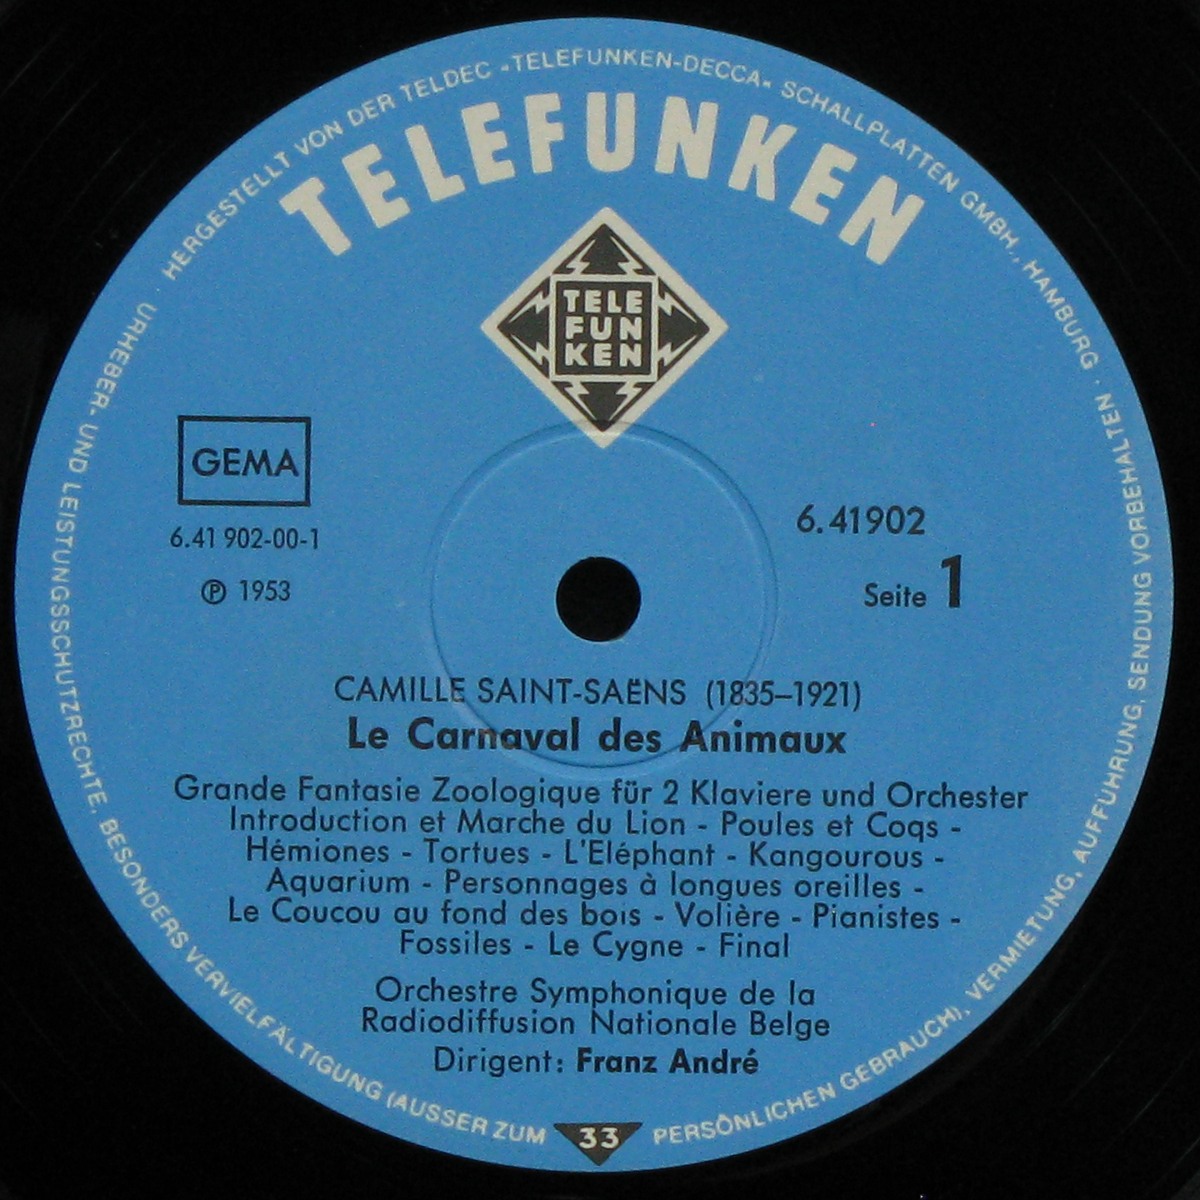 HERGESTELLT VON DER TELDEC »TELEFUNKEN-DECCA« SCHALLPLATTEN GMBH., HAMBURG · URHEBER- UND LEISTUNGSSCHUTZRECHTE, BESONDERS VERVIELFÄLTIGUNG (AUSSER ZUM PERSÖNLICHEN GEBRAUCH), VERMIETUNG, AUFFÜHRUNG, SENDUNG VORBEHALTEN
TELEFUNKEN
TELE
FUN
KEN
GEMA
6.41 902-00-1
℗ 1953
6.41902
Seite 1
CAMILLE SAINT-SAËNS (1835–1921)
Le Carnaval des Animaux
Grande Fantasie Zoologique für 2 Klaviere und Orchester
Introduction et Marche du Lion - Poules et Coqs -
Hémiones - Tortues - L'Eléphant - Kangourous -
Aquarium - Personnages à longues oreilles -
Le Coucou au fond des bois - Volière - Pianistes -
Fossiles - Le Cygne - Final
Orchestre Symphonique de la
Radiodiffusion Nationale Belge
Dirigent: Franz André
33